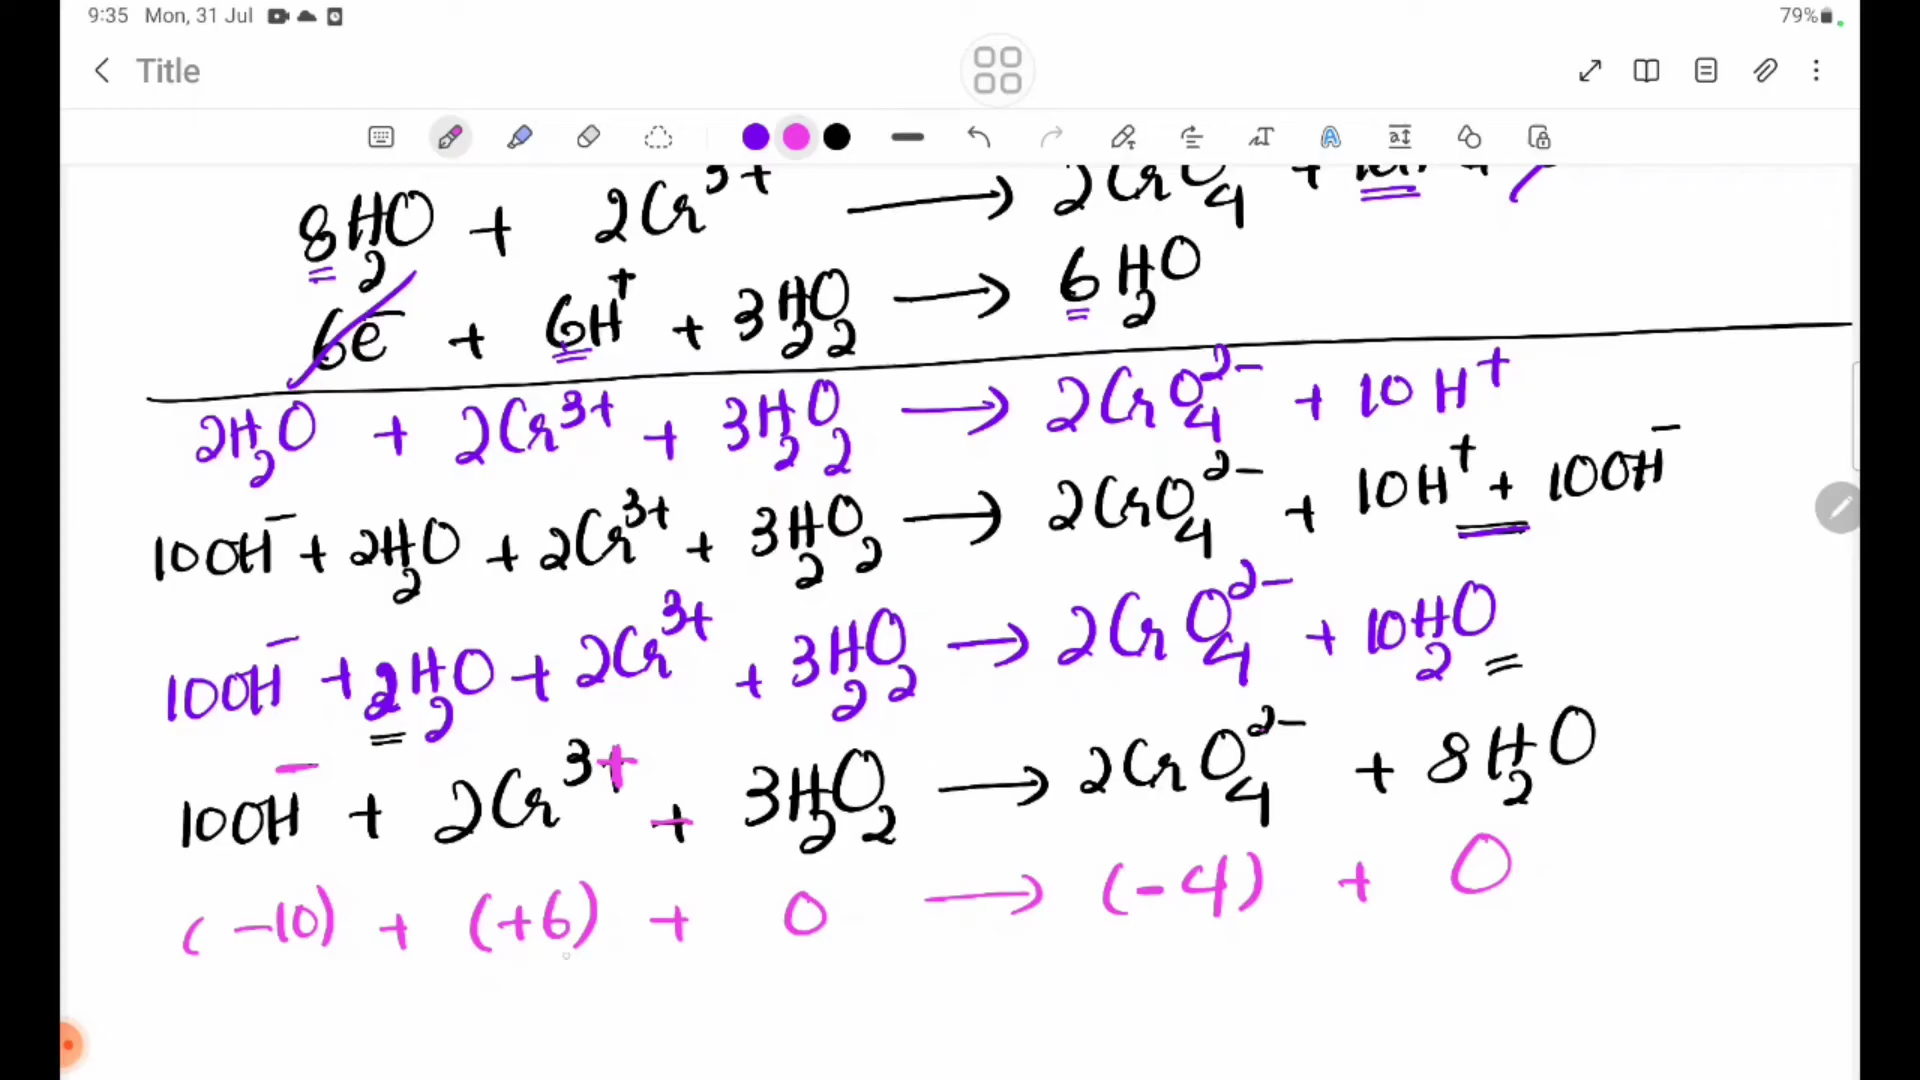 9:35 Mon, 31 Jul 79%
Title
8H₂O + 2Cr³⁺ ⟶ 2CrO₄ +
6e⁻ + 6H⁺ + 3H₂O₂ ⟶ 6H₂O
2H₂O + 2Cr³⁺ + 3H₂O₂ ⟶ 2CrO₄²⁻ + 10H⁺
10OH⁻ + 2H₂O + 2Cr³⁺ + 3H₂O₂ ⟶ 2CrO₄²⁻ + 10H⁺ + 10OH⁻
10OH⁻ + 2H₂O + 2Cr³⁺ + 3H₂O₂ ⟶ 2CrO₄²⁻ + 10H₂O
10OH⁻ + 2Cr³⁺ + 3H₂O₂ ⟶ 2CrO₄²⁻ + 8H₂O
(-10) + (+6) + 0 ⟶ (-4) + 0